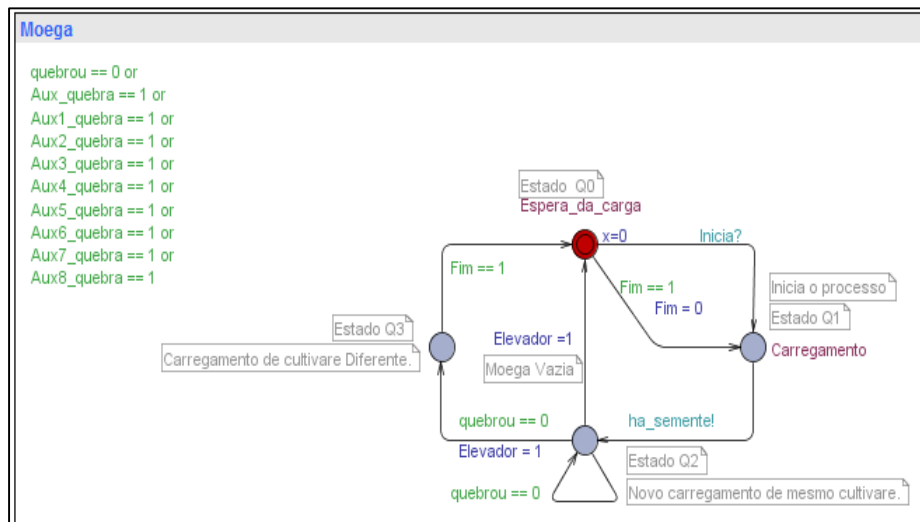 Moega
quebrou == 0 or
Aux_quebra == 1 or
Aux1_quebra == 1 or
Aux2_quebra == 1 or
Aux3_quebra == 1 or
Aux4_quebra == 1 or
Aux5_quebra == 1 or
Aux6_quebra == 1 or
Aux7_quebra == 1 or
Aux8_quebra == 1
Estado Q0
Espera_da_carga
x=0
Inicia?
Fim == 1
Fim == 1
Fim = 0
Inicia o processo
Estado Q1
Carregamento
Estado Q3
Carregamento de cultivare Diferente.
Elevador =1
Moega Vazia
quebrou == 0
Elevador = 1
ha_semente!
Estado Q2
quebrou == 0
Novo carregamento de mesmo cultivare.